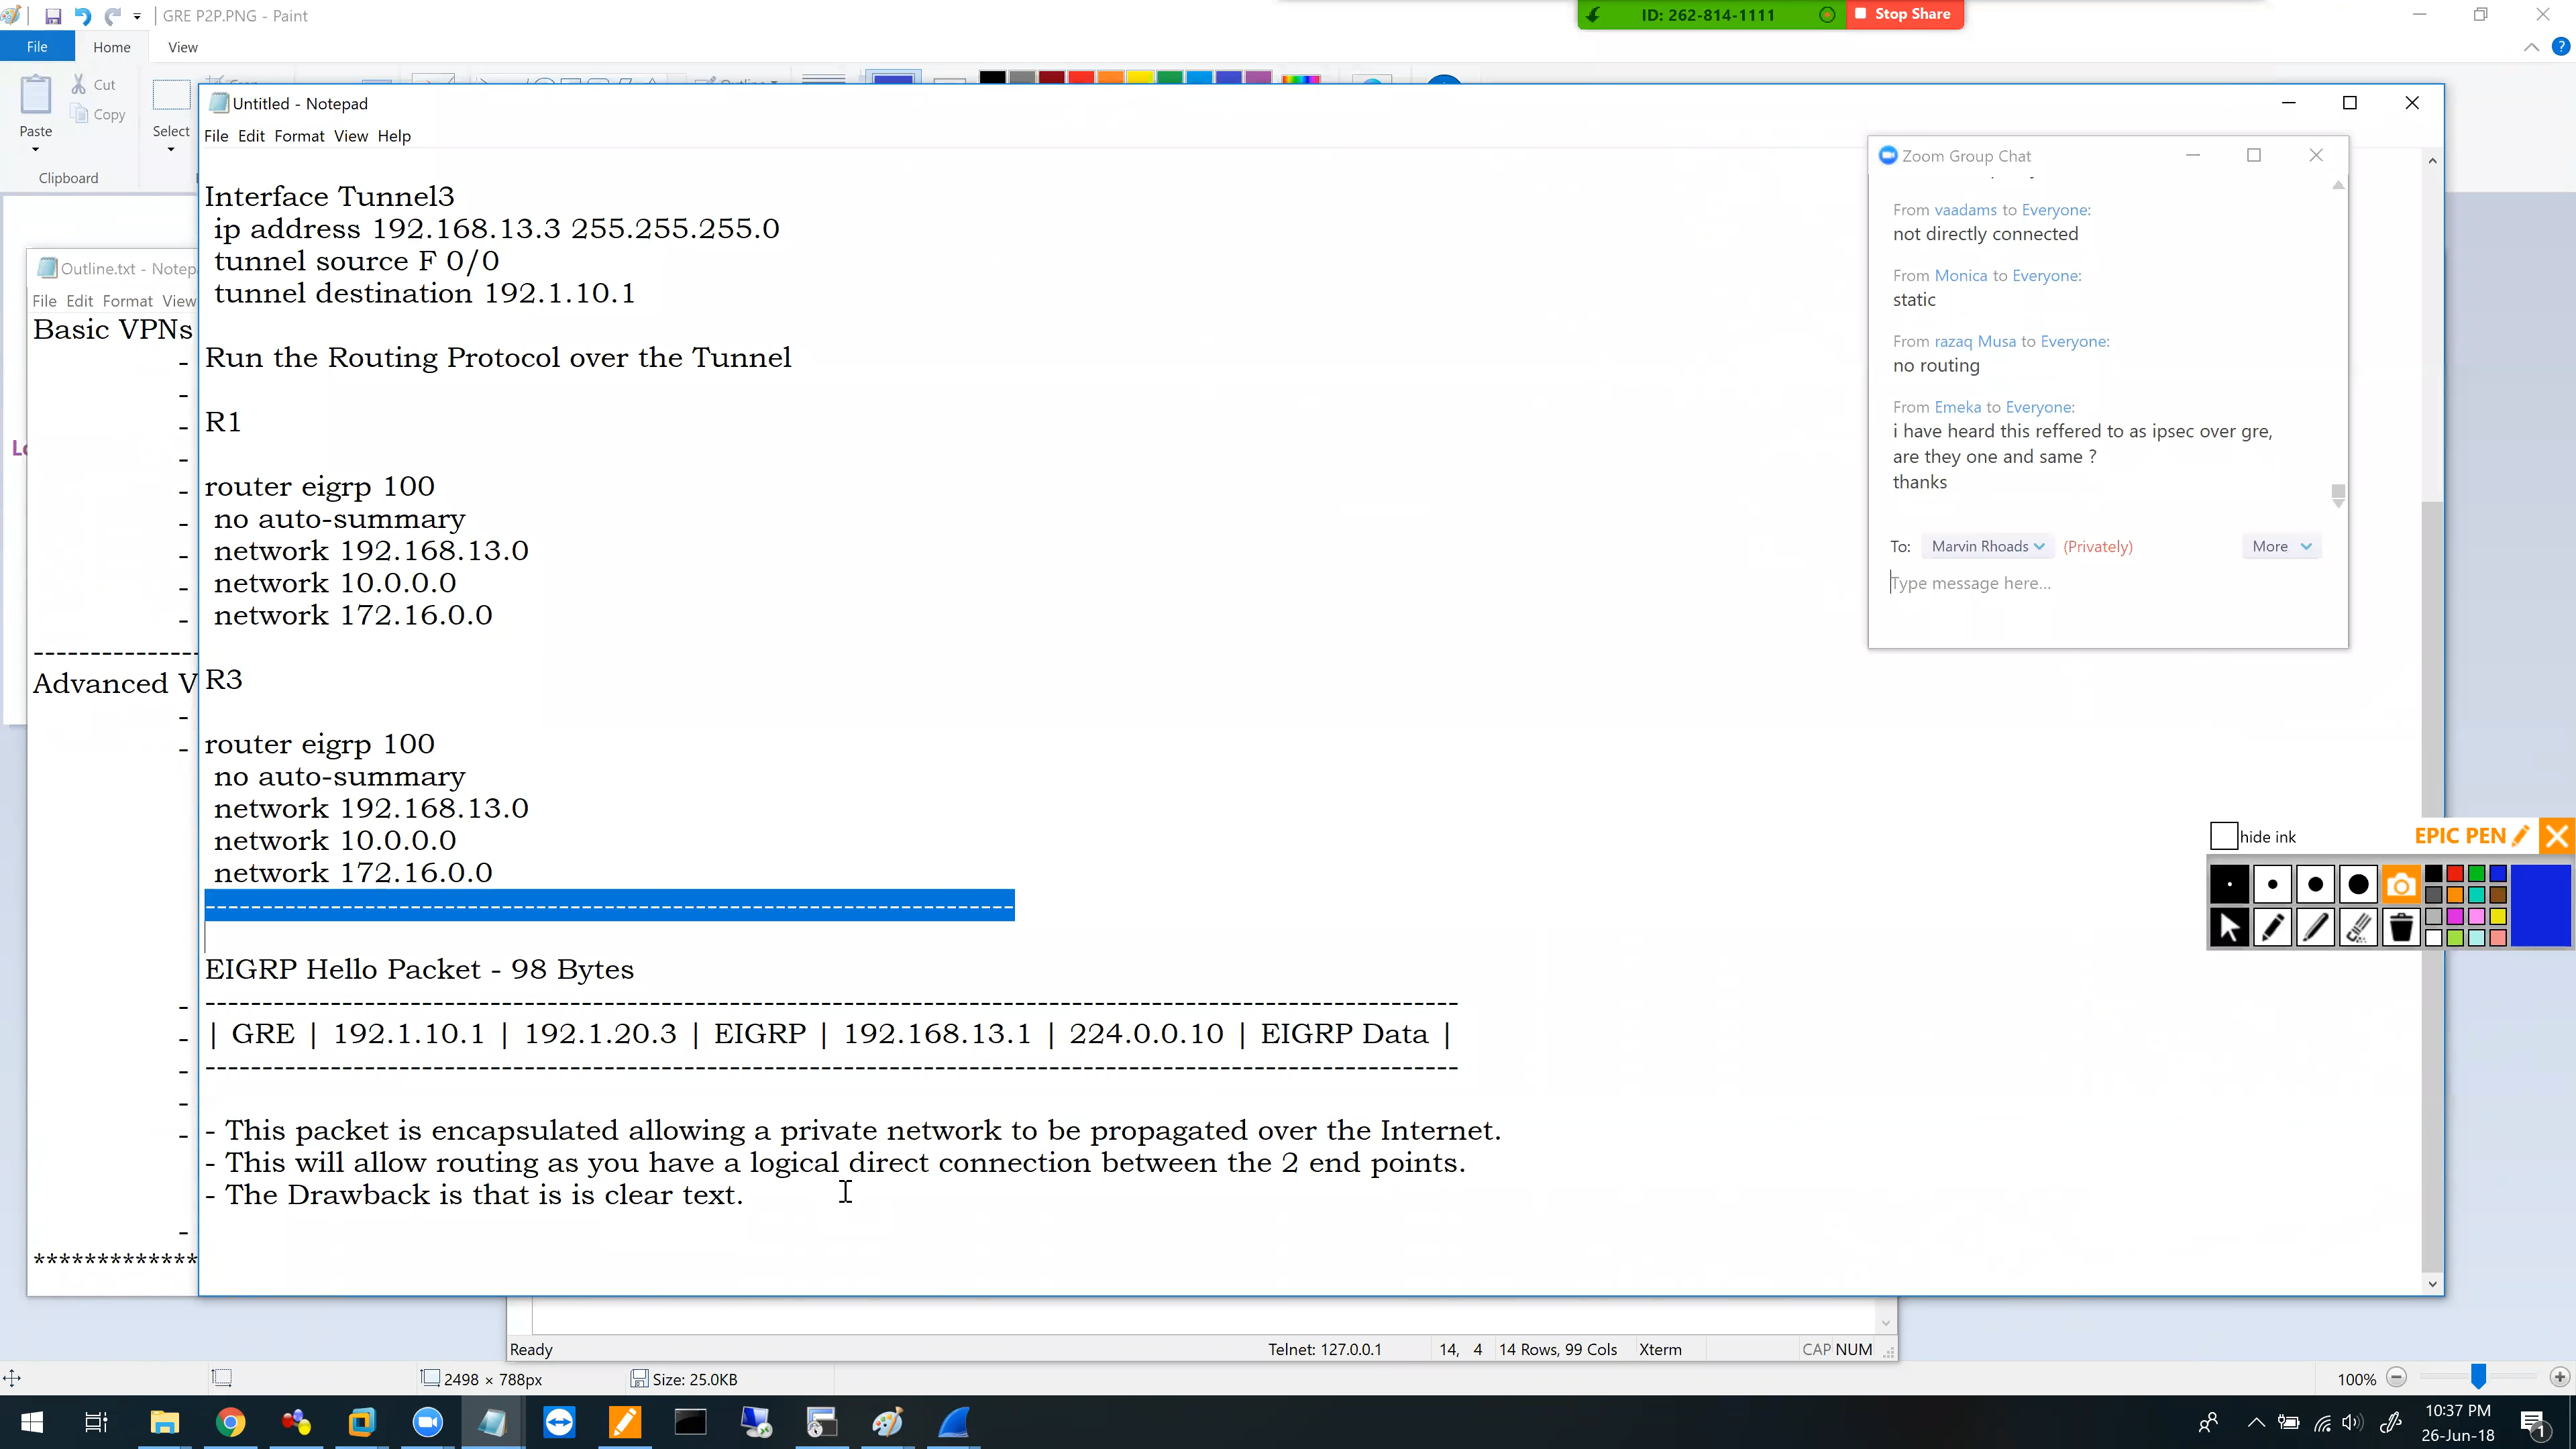 GRE P2P.PNG - Paint
ID: 262-814-1111
Stop Share
File
Home
View
Paste
Cut
Copy
Select
Clipboard
Untitled - Notepad
File Edit Format View Help
Interface Tunnel3
ip address 192.168.13.3 255.255.255.0
tunnel source F 0/0
tunnel destination 192.1.10.1
Run the Routing Protocol over the Tunnel
R1
router eigrp 100
no auto-summary
network 192.168.13.0
network 10.0.0.0
network 172.16.0.0
R3
router eigrp 100
no auto-summary
network 192.168.13.0
network 10.0.0.0
network 172.16.0.0
----------------------------------------------------------------------
EIGRP Hello Packet - 98 Bytes
------------------------------------------------------------------------------------------------------------
| GRE | 192.1.10.1 | 192.1.20.3 | EIGRP | 192.168.13.1 | 224.0.0.10 | EIGRP Data |
------------------------------------------------------------------------------------------------------------
- This packet is encapsulated allowing a private network to be propagated over the Internet.
- This will allow routing as you have a logical direct connection between the 2 end points.
- The Drawback is that is is clear text.
Outline.txt - Notep
File Edit Format View
Basic VPNs
-
-
-
-
-
-
-
-
-
---------------
Advanced V
-
-
-
-
-
-
-
-
*************
Zoom Group Chat
From vaadams to Everyone:
not directly connected
From Monica to Everyone:
static
From razaq Musa to Everyone:
no routing
From Emeka to Everyone:
i have heard this reffered to as ipsec over gre,
are they one and same ?
thanks
To: Marvin Rhoads (Privately) More
Type message here...
hide ink
EPIC PEN
Ready
Telnet: 127.0.0.1
14, 4
14 Rows, 99 Cols
Xterm
CAP NUM
2498 × 788px
Size: 25.0KB
100%
10:37 PM
26-Jun-18
1